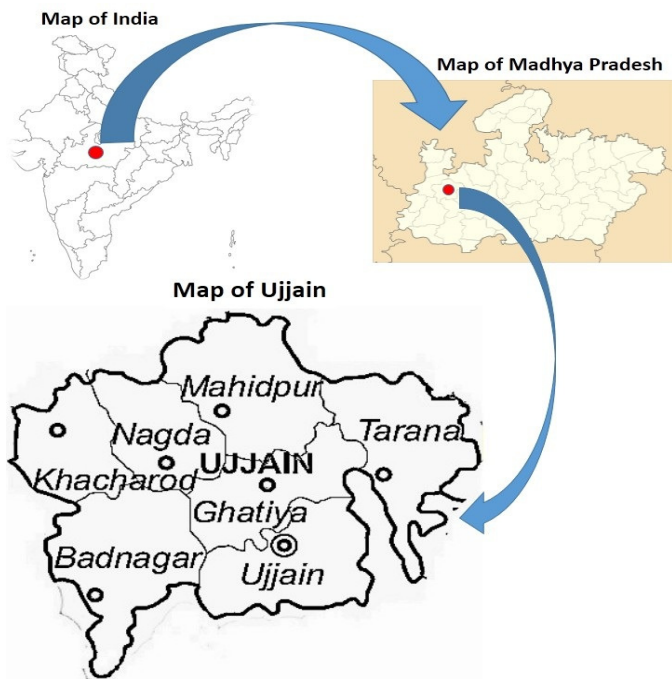 Map of India
Map of Madhya Pradesh
Map of Ujjain
Mahidpur
Nagda
Tarana
UJJAIN
Khacharod
Ghatiya
Badnagar
Ujjain